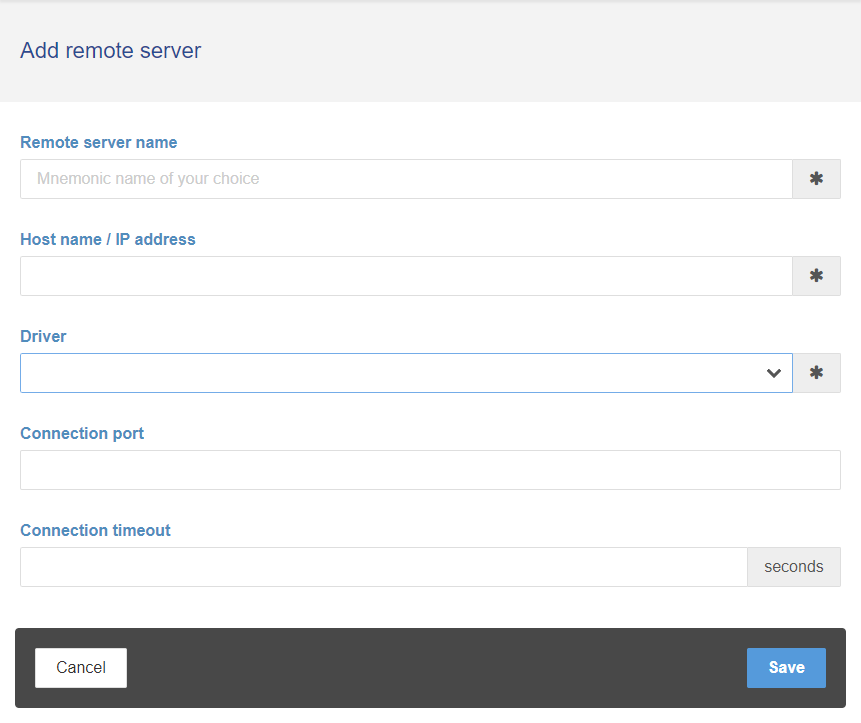 Add remote server
Remote server name
Mnemonic name of your choice
✱
Host name / IP address
✱
Driver
✱
Connection port
Connection timeout
seconds
Cancel
Save